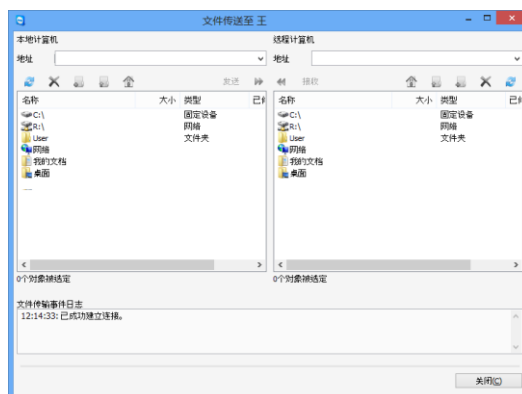 文件传送至 王
本地计算机
远程计算机
地址
地址
发送
接收
名称 大小 类型
C:\ 固定设备
R:\ 网络
User 文件夹
网络
我的文档
桌面
名称 大小 类型
C:\ 固定设备
R:\ 网络
User 文件夹
网络
我的文档
桌面
0个对象被选定
0个对象被选定
文件传输事件日志
12:14:33: 已成功建立连接。
关闭(C)